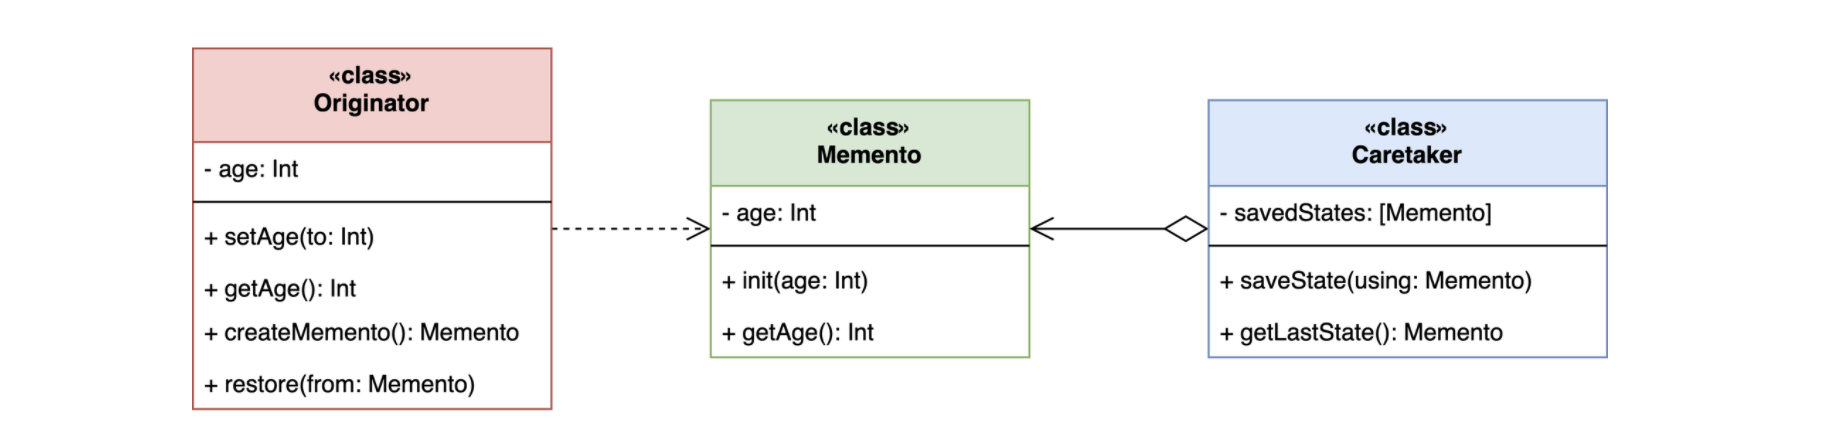 «class»
Originator
- age: Int
+ setAge(to: Int)
+ getAge(): Int
+ createMemento(): Memento
+ restore(from: Memento)
«class»
Memento
- age: Int
+ init(age: Int)
+ getAge(): Int
«class»
Caretaker
- savedStates: [Memento]
+ saveState(using: Memento)
+ getLastState(): Memento